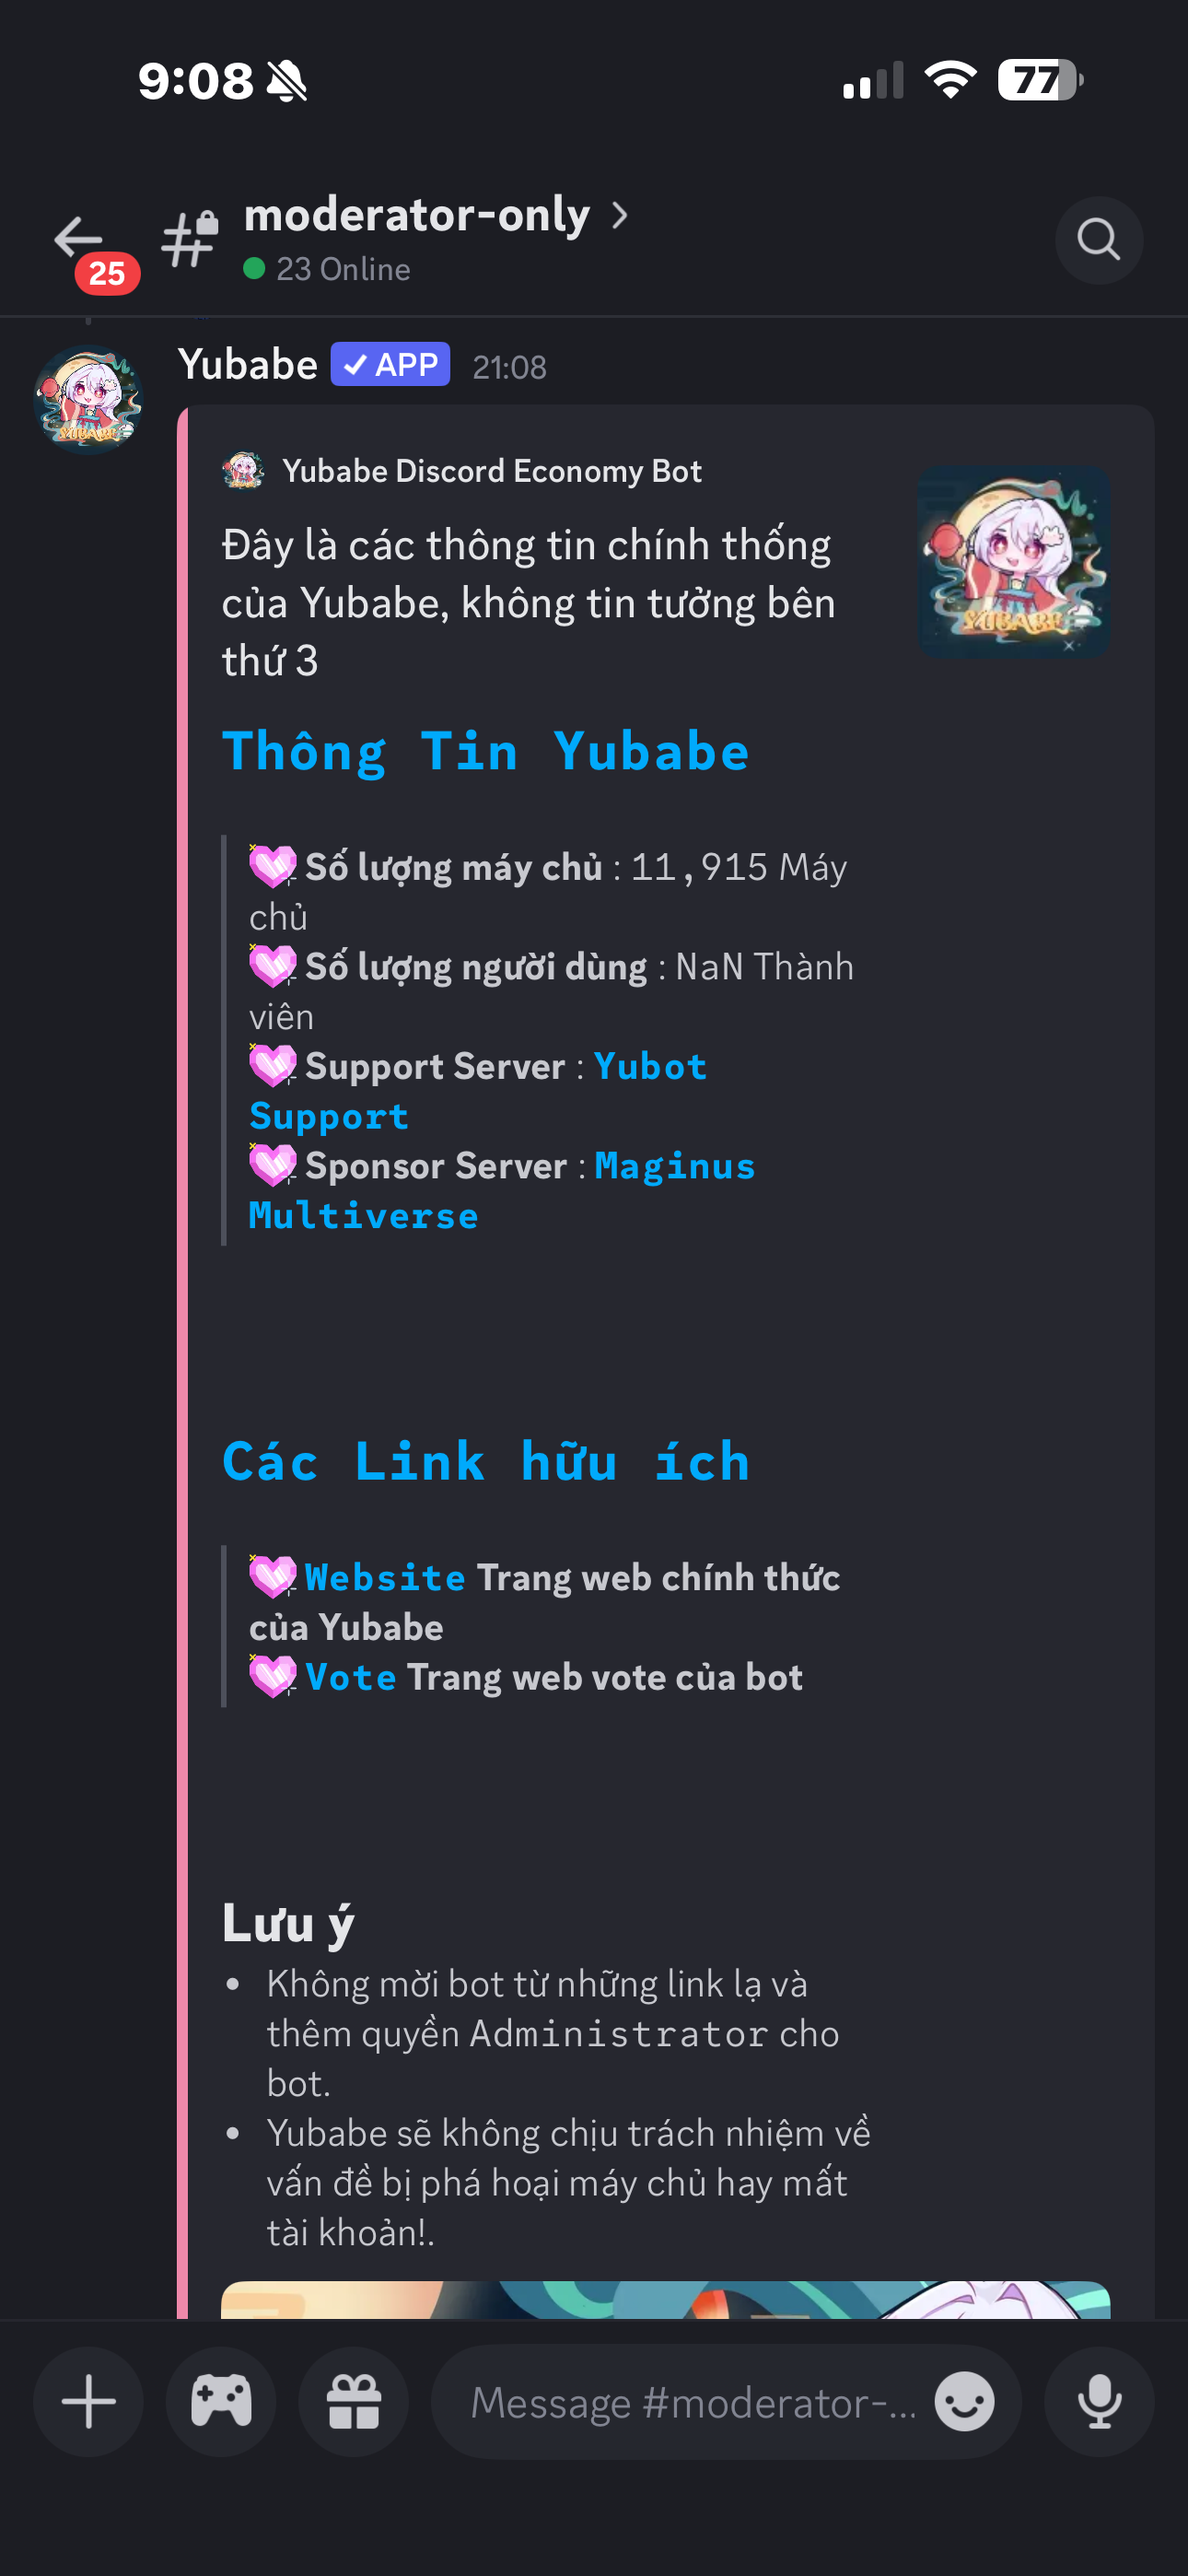 9:08
77
moderator-only
25
23 Online
Yubabe APP 21:08
Yubabe Discord Economy Bot
Đây là các thông tin chính thống
của Yubabe, không tin tưởng bên
thứ 3
YUBABE
Thông Tin Yubabe
Số lượng máy chủ : 11,915 Máy
chủ
Số lượng người dùng : NaN Thành
viên
Support Server : Yubot
Support
Sponsor Server : Maginus
Multiverse
Các Link hữu ích
Website Trang web chính thức
của Yubabe
Vote Trang web vote của bot
Lưu ý
• Không mời bot từ những link lạ và
thêm quyền Administrator cho
bot.
• Yubabe sẽ không chịu trách nhiệm về
vấn đề bị phá hoại máy chủ hay mất
tài khoản!.
Message #moderator-...